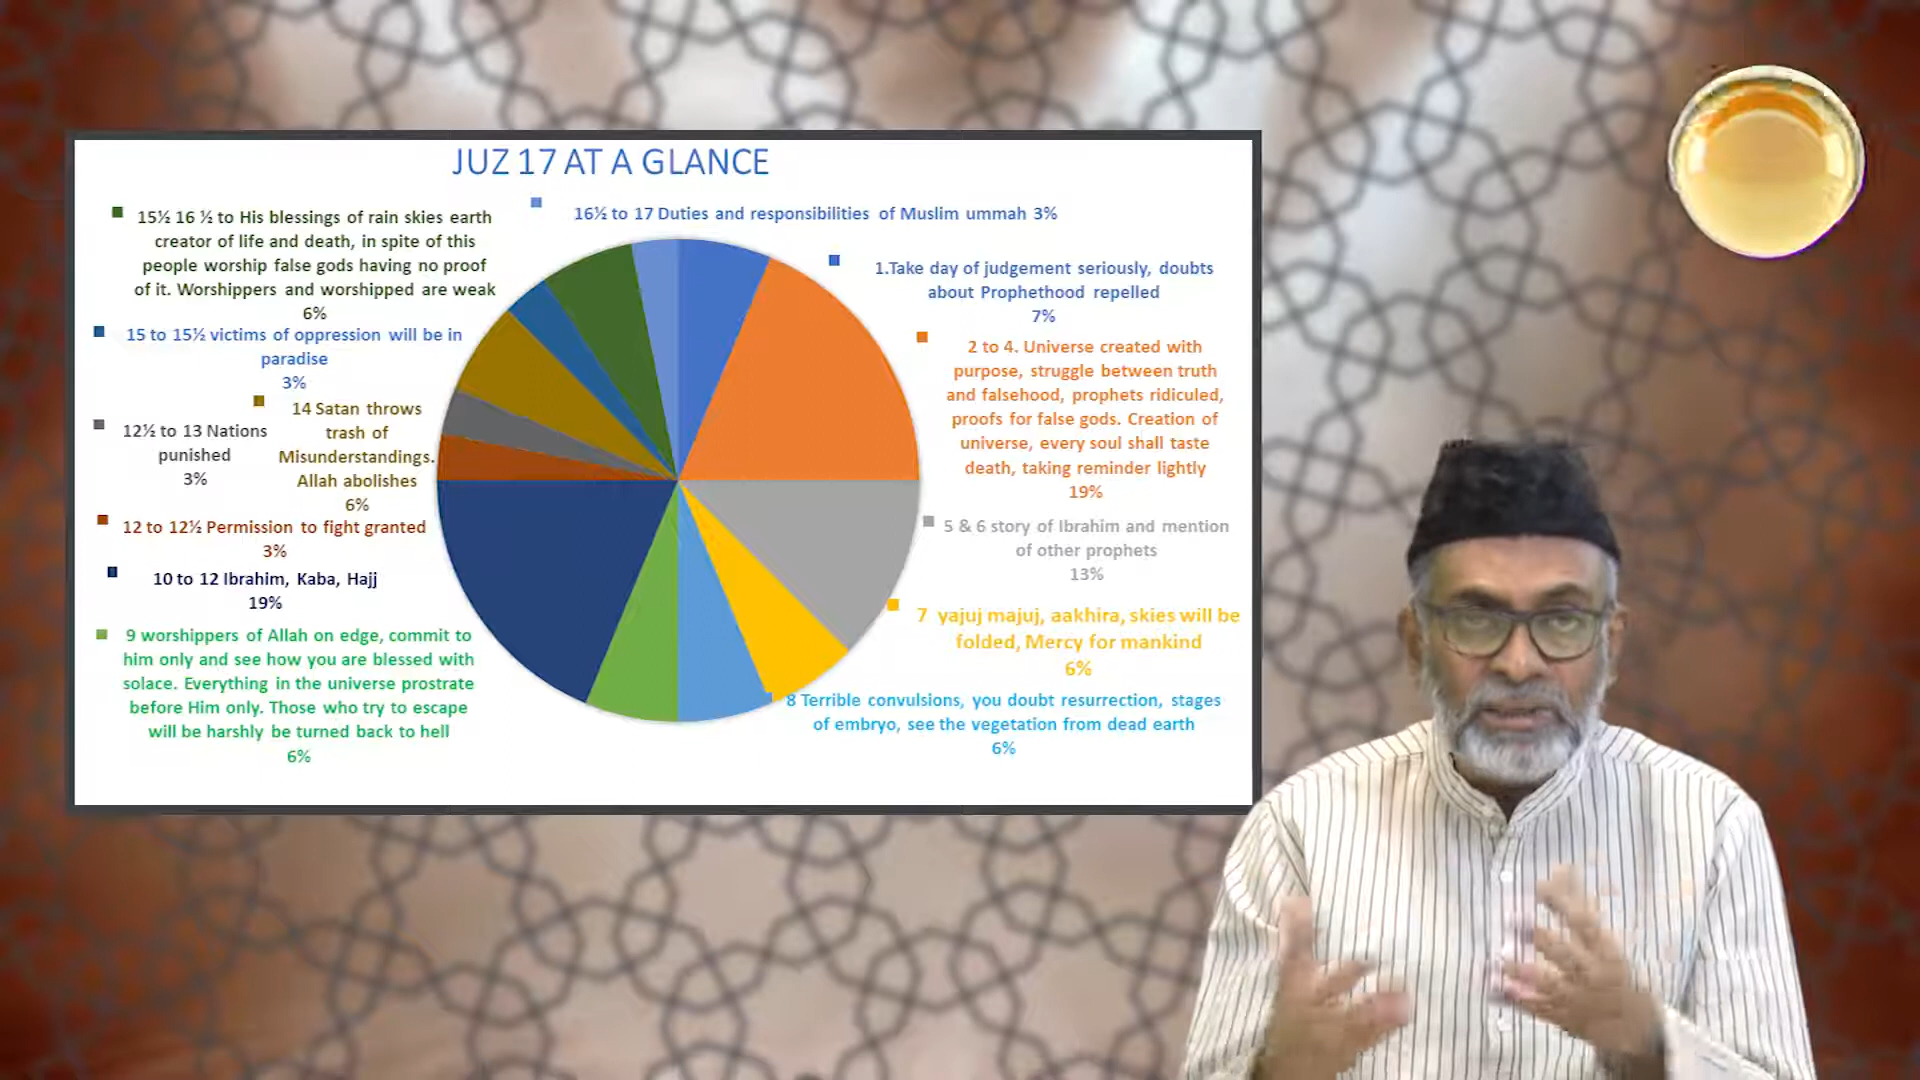 JUZ 17 AT A GLANCE
16½ to 17 Duties and responsibilities of Muslim ummah 3%
1.Take day of judgement seriously, doubts
about Prophethood repelled
7%
2 to 4. Universe created with
purpose, struggle between truth
and falsehood, prophets ridiculed,
proofs for false gods. Creation of
universe, every soul shall taste
death, taking reminder lightly
19%
5 & 6 story of Ibrahim and mention
of other prophets
13%
7 yajuj majuj, aakhira, skies will be
folded, Mercy for mankind
6%
8 Terrible convulsions, you doubt resurrection, stages
of embryo, see the vegetation from dead earth
6%
9 worshippers of Allah on edge, commit to
him only and see how you are blessed with
solace. Everything in the universe prostrate
before Him only. Those who try to escape
will be harshly be turned back to hell
6%
10 to 12 Ibrahim, Kaba, Hajj
19%
12 to 12½ Permission to fight granted
3%
12½ to 13 Nations
punished
3%
14 Satan throws
trash of
Misunderstandings.
Allah abolishes
6%
15 to 15½ victims of oppression will be in
paradise
3%
15½ 16 ½ to His blessings of rain skies earth
creator of life and death, in spite of this
people worship false gods having no proof
of it. Worshippers and worshipped are weak
6%